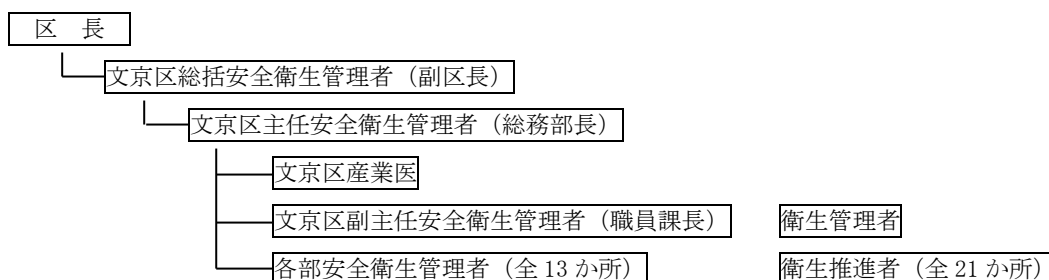 区　長
文京区総括安全衛生管理者（副区長）
文京区主任安全衛生管理者（総務部長）
文京区産業医
文京区副主任安全衛生管理者（職員課長）　衛生管理者
各部安全衛生管理者（全 13 か所）　衛生推進者（全 21 か所）